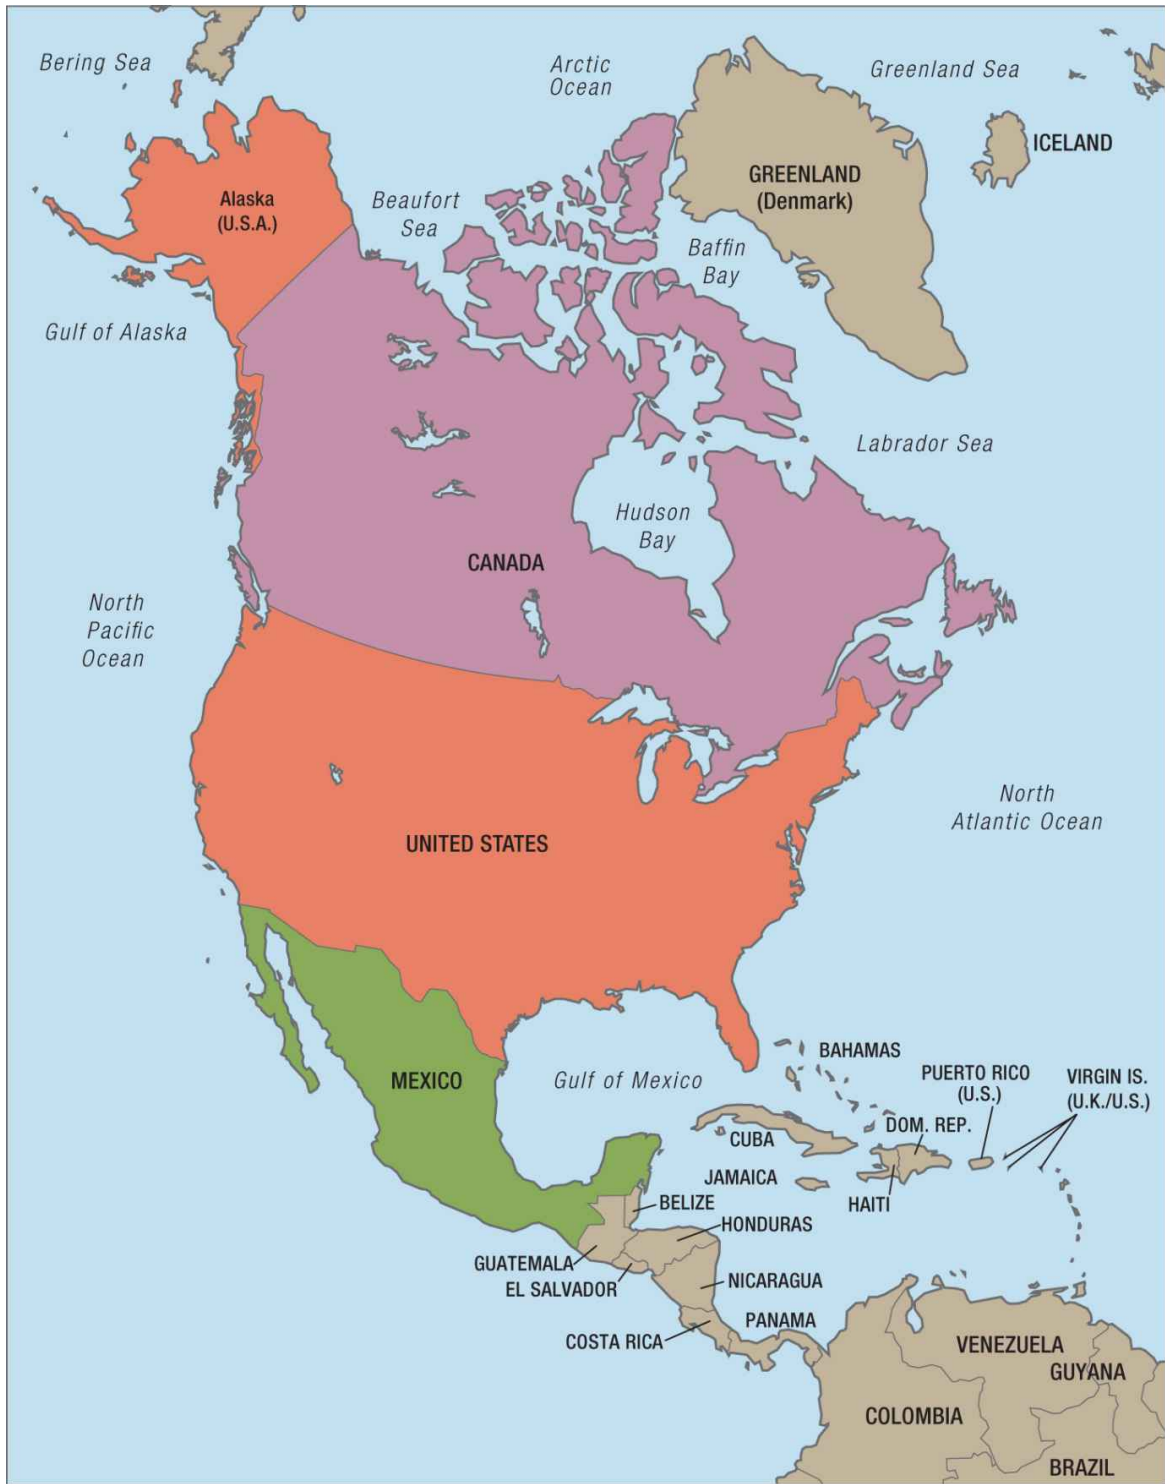 Bering Sea
Arctic
Ocean
Greenland Sea
ICELAND
GREENLAND
(Denmark)
Alaska
(U.S.A.)
Beaufort
Sea
Baffin
Bay
Gulf of Alaska
Labrador Sea
Hudson
Bay
CANADA
North
Pacific
Ocean
North
Atlantic Ocean
UNITED STATES
BAHAMAS
PUERTO RICO
(U.S.)
VIRGIN IS.
(U.K./U.S.)
MEXICO
Gulf of Mexico
DOM. REP.
CUBA
JAMAICA
HAITI
BELIZE
HONDURAS
GUATEMALA
EL SALVADOR
NICARAGUA
PANAMA
COSTA RICA
VENEZUELA
GUYANA
COLOMBIA
BRAZIL